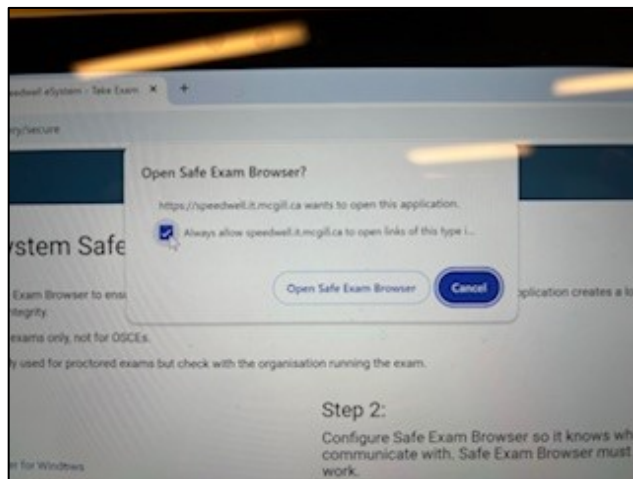 eedwell eSystem - Take Exam × +
ry/secure
Open Safe Exam Browser?
https://speedwell.it.mcgill.ca wants to open this application.
Always allow speedwell.it.mcgill.ca to open links of this type i...
Open Safe Exam Browser Cancel
ystem Safe
Exam Browser to ensu
pplication creates a lo
ntegrity.
exams only, not for OSCEs.
y used for proctored exams but check with the organisation running the exam.
Step 2:
Configure Safe Exam Browser so it knows wh
communicate with. Safe Exam Browser must
work.
er for Windows